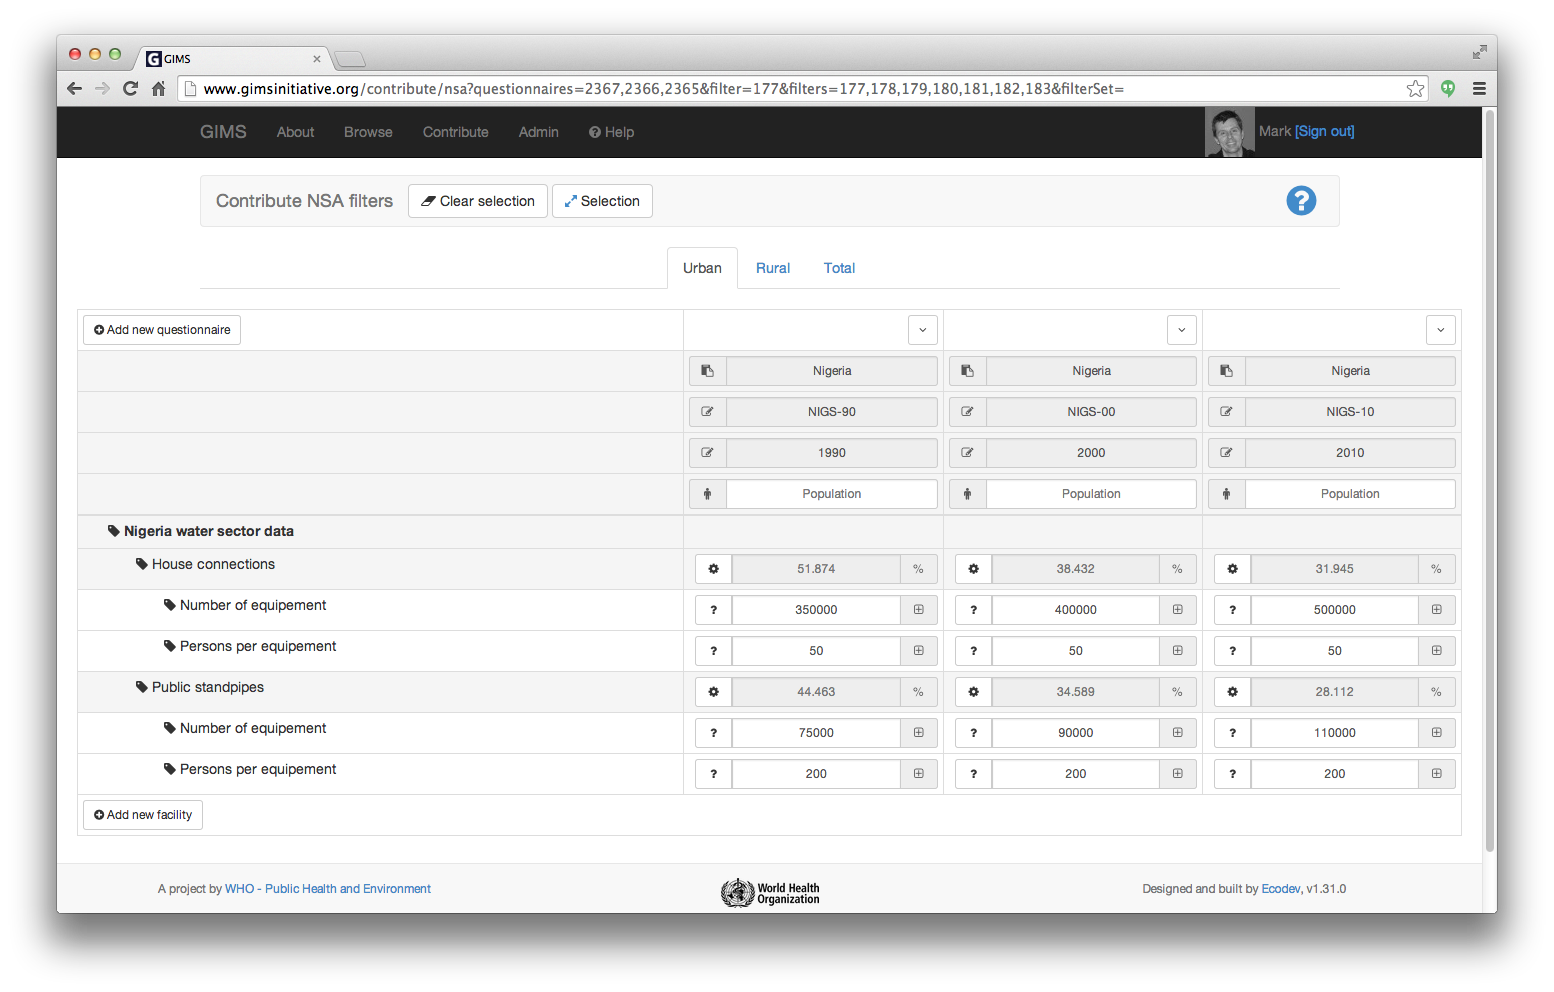 GIMS
www.gimsinitiative.org/contribute/nsa?questionnaires=2367,2366,2365&filter=177&filters=177,178,179,180,181,182,183&filterSet=
GIMS About Browse Contribute Admin Help Mark [Sign out]
Contribute NSA filters Clear selection Selection ?
Urban Rural Total
Add new questionnaire
Nigeria Nigeria Nigeria
NIGS-90 NIGS-00 NIGS-10
1990 2000 2010
Population Population Population
Nigeria water sector data
House connections 51.874 % 38.432 % 31.945 %
Number of equipement ? 350000 ? 400000 ? 500000
Persons per equipement ? 50 ? 50 ? 50
Public standpipes 44.463 % 34.589 % 28.112 %
Number of equipement ? 75000 ? 90000 ? 110000
Persons per equipement ? 200 ? 200 ? 200
Add new facility
A project by WHO - Public Health and Environment World Health Organization Designed and built by Ecodev, v1.31.0